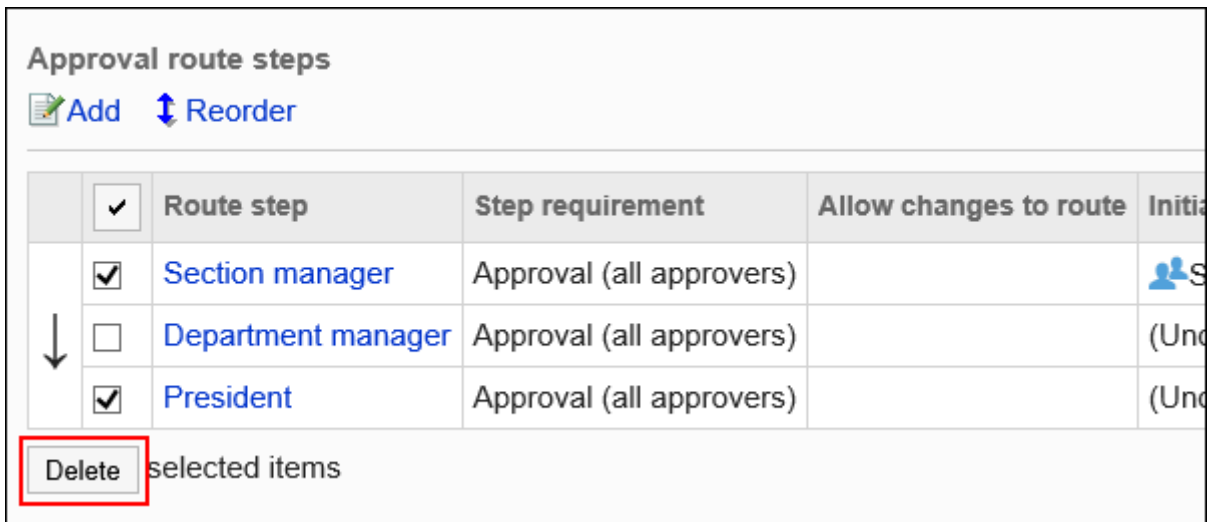 Approval route steps
Add Reorder
Route step Step requirement Allow changes to route
Section manager Approval (all approvers)
Department manager Approval (all approvers)
President Approval (all approvers)
Delete selected items